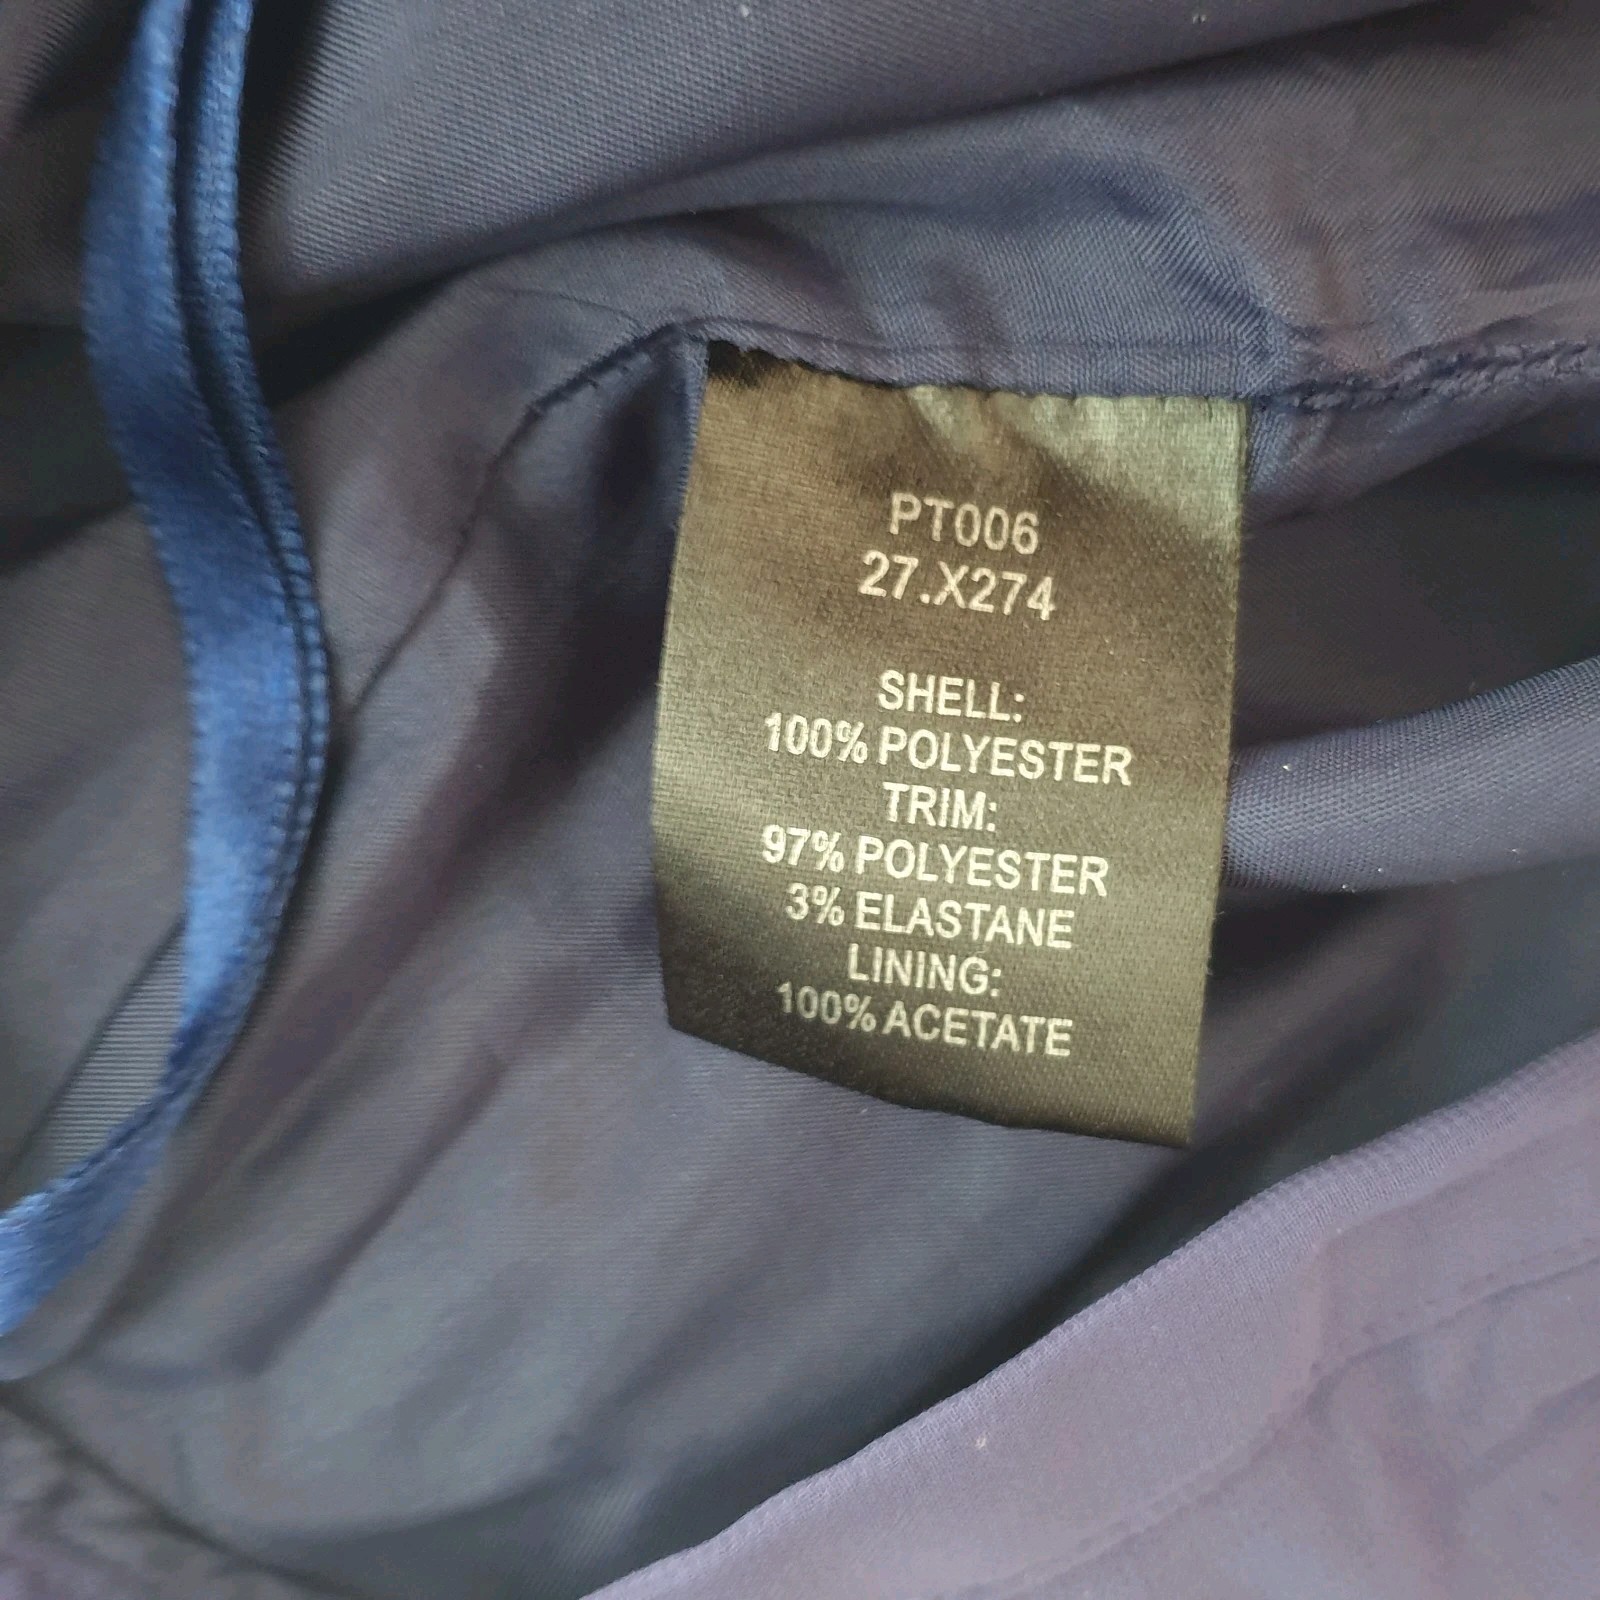 PT006
27.X274
SHELL:
100% POLYESTER
TRIM:
97% POLYESTER
3% ELASTANE
LINING:
100% ACETATE